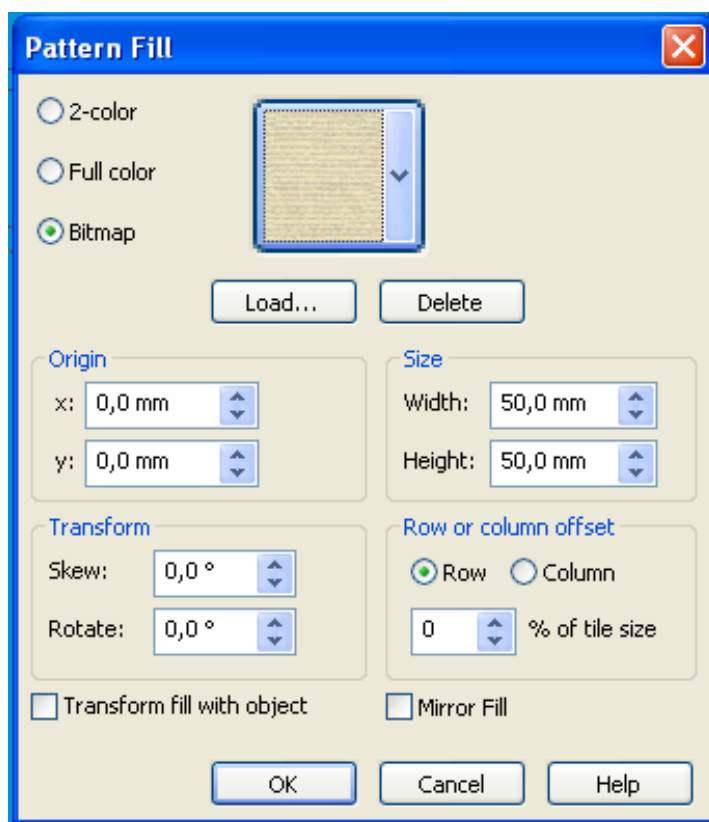 Pattern Fill
2-color
Full color
Bitmap
Load...
Delete
Origin
x: 0,0 mm
y: 0,0 mm
Size
Width: 50,0 mm
Height: 50,0 mm
Transform
Skew: 0,0 °
Rotate: 0,0 °
Row or column offset
Row Column
0 % of tile size
Transform fill with object
Mirror Fill
OK Cancel Help